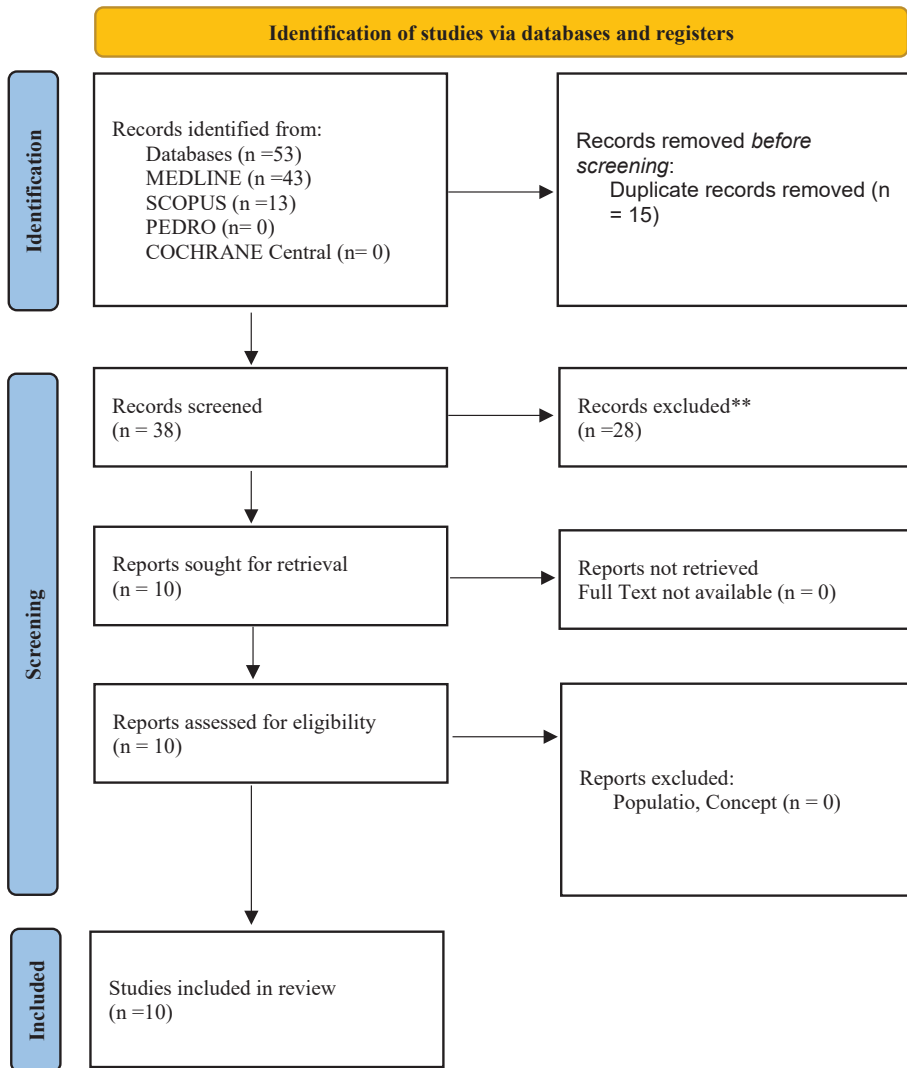 Identification of studies via databases and registers
Identification
Records identified from:
Databases (n =53)
MEDLINE (n =43)
SCOPUS (n =13)
PEDRO (n= 0)
COCHRANE Central (n= 0)
Records removed before
screening:
Duplicate records removed (n
= 15)
Screening
Records screened
(n = 38)
Records excluded**
(n =28)
Reports sought for retrieval
(n = 10)
Reports not retrieved
Full Text not available (n = 0)
Reports assessed for eligibility
(n = 10)
Reports excluded:
Populatio, Concept (n = 0)
Included
Studies included in review
(n =10)